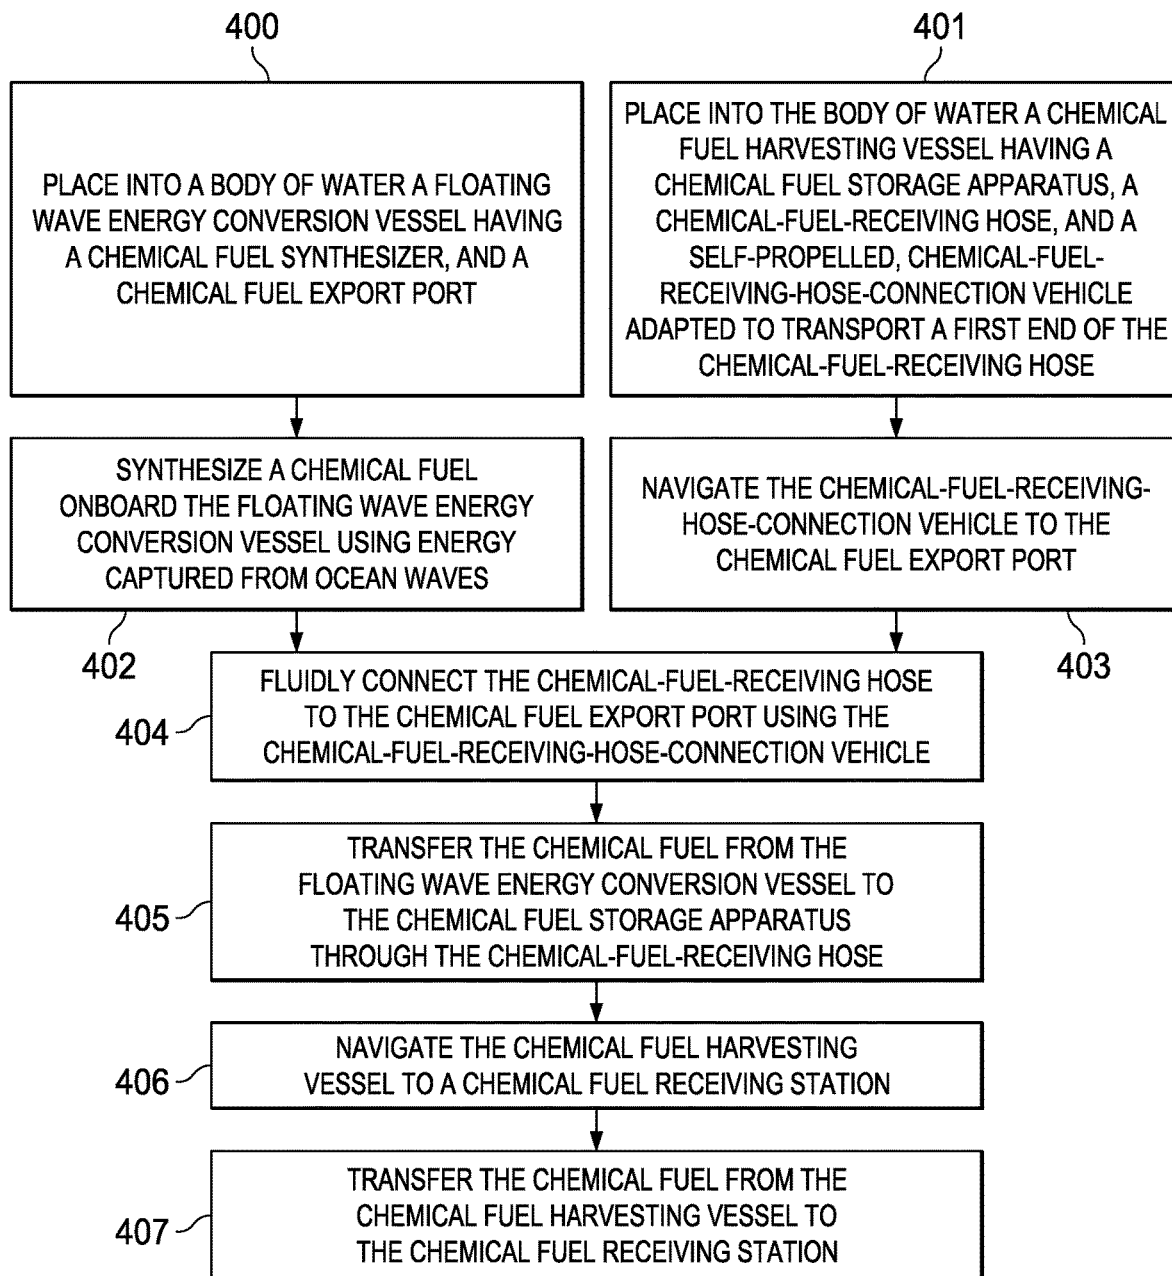 400
PLACE INTO A BODY OF WATER A FLOATING
WAVE ENERGY CONVERSION VESSEL HAVING
A CHEMICAL FUEL SYNTHESIZER, AND A
CHEMICAL FUEL EXPORT PORT
401
PLACE INTO THE BODY OF WATER A CHEMICAL
FUEL HARVESTING VESSEL HAVING A
CHEMICAL FUEL STORAGE APPARATUS, A
CHEMICAL-FUEL-RECEIVING HOSE, AND A
SELF-PROPELLED, CHEMICAL-FUEL-
RECEIVING-HOSE-CONNECTION VEHICLE
ADAPTED TO TRANSPORT A FIRST END OF THE
CHEMICAL-FUEL-RECEIVING HOSE
SYNTHESIZE A CHEMICAL FUEL
ONBOARD THE FLOATING WAVE ENERGY
CONVERSION VESSEL USING ENERGY
CAPTURED FROM OCEAN WAVES
402
NAVIGATE THE CHEMICAL-FUEL-RECEIVING-
HOSE-CONNECTION VEHICLE TO THE
CHEMICAL FUEL EXPORT PORT
403
FLUIDLY CONNECT THE CHEMICAL-FUEL-RECEIVING HOSE
TO THE CHEMICAL FUEL EXPORT PORT USING THE
CHEMICAL-FUEL-RECEIVING-HOSE-CONNECTION VEHICLE
404
TRANSFER THE CHEMICAL FUEL FROM THE
FLOATING WAVE ENERGY CONVERSION VESSEL TO
THE CHEMICAL FUEL STORAGE APPARATUS
THROUGH THE CHEMICAL-FUEL-RECEIVING HOSE
405
NAVIGATE THE CHEMICAL FUEL HARVESTING
VESSEL TO A CHEMICAL FUEL RECEIVING STATION
406
TRANSFER THE CHEMICAL FUEL FROM THE
CHEMICAL FUEL HARVESTING VESSEL TO
THE CHEMICAL FUEL RECEIVING STATION
407